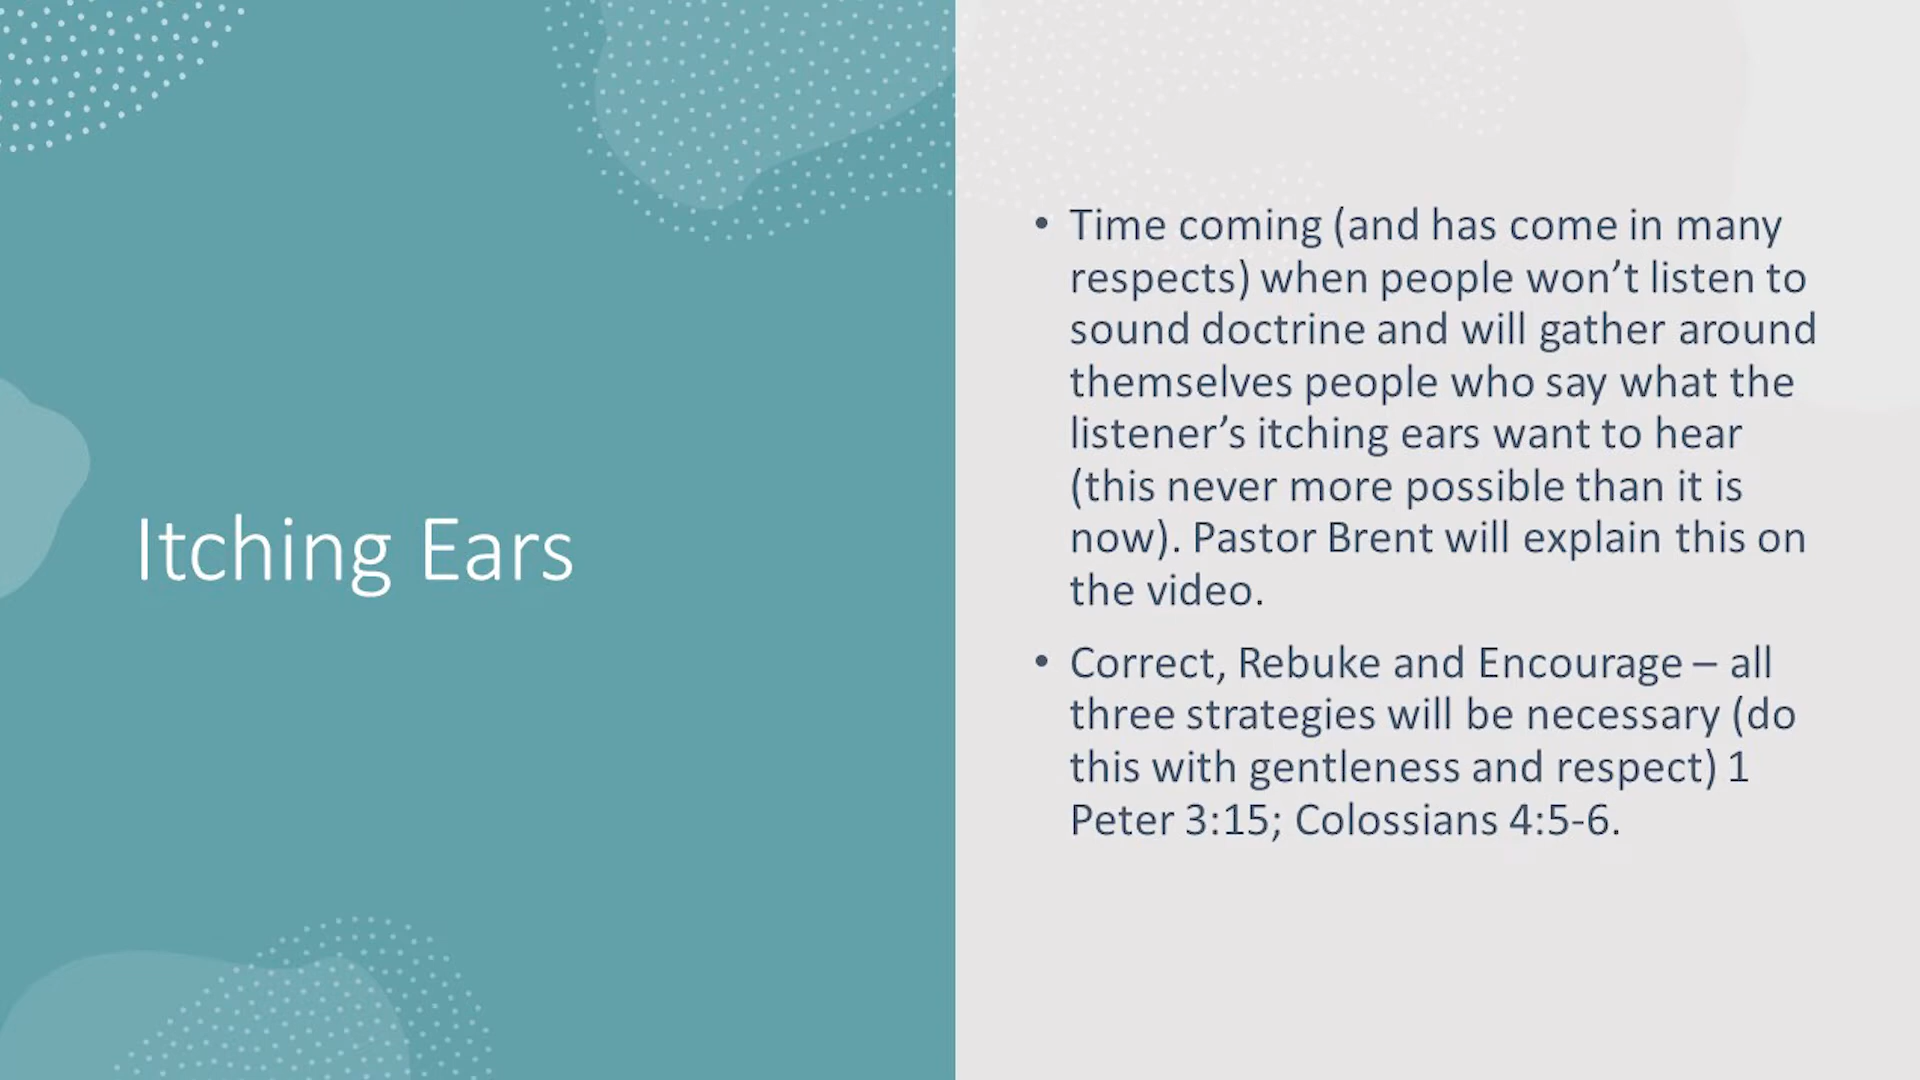 Itching Ears
• Time coming (and has come in many
respects) when people won’t listen to
sound doctrine and will gather around
themselves people who say what the
listener’s itching ears want to hear
(this never more possible than it is
now). Pastor Brent will explain this on
the video.
• Correct, Rebuke and Encourage – all
three strategies will be necessary (do
this with gentleness and respect) 1
Peter 3:15; Colossians 4:5-6.